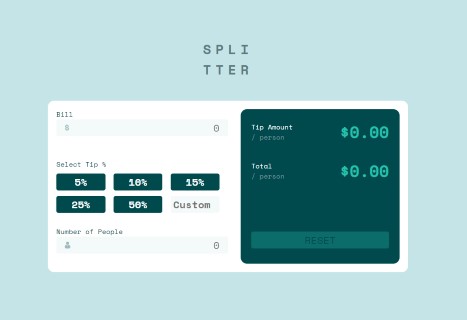 SPLI
TTER
Bill
$ 0
Select Tip %
5% 10% 15%
25% 50% Custom
Number of People
0
Tip Amount
/ person
$0.00
Total
/ person
$0.00
RESET